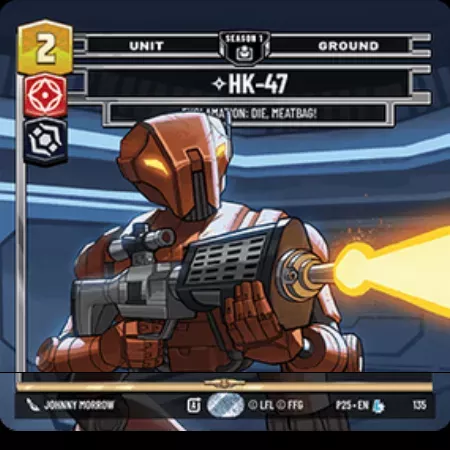 2
UNIT
SEASON 1
GROUND
HK-47
EXCLAMATION: DIE, MEATBAG!
JOHNNY MORROW
© LFL © FFG
P25 • EN
135